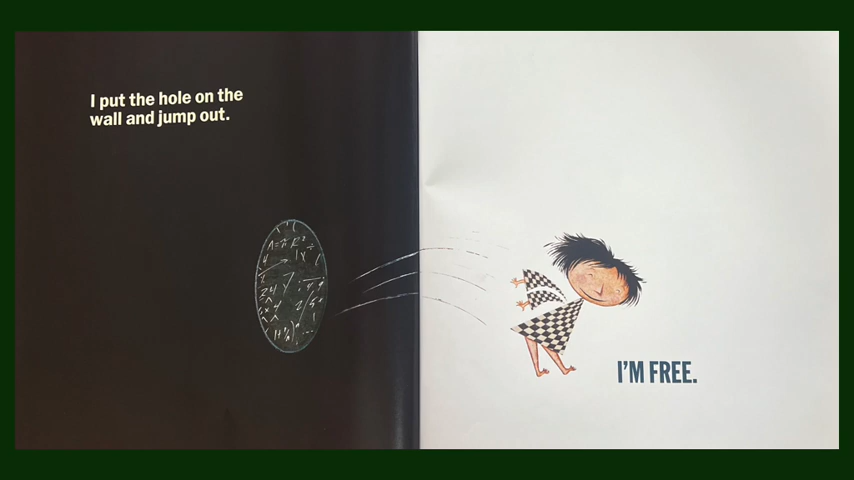 I put the hole on the
wall and jump out.
I'M FREE.